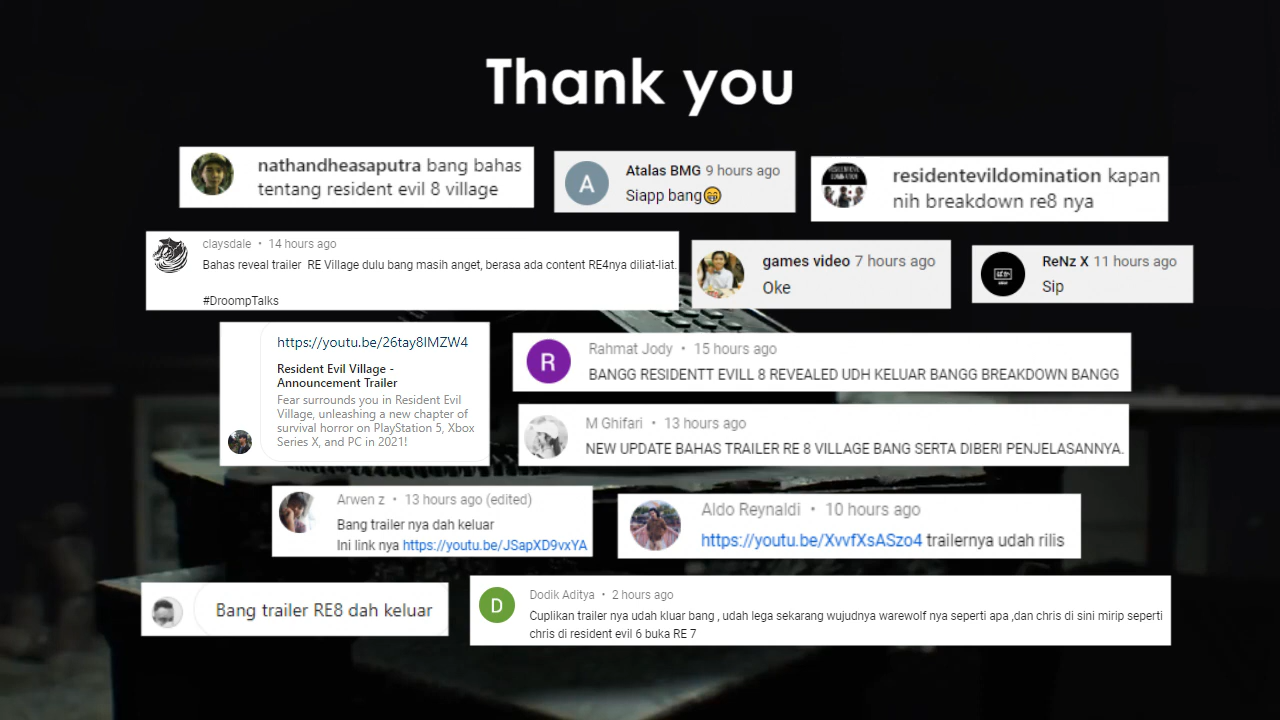 Thank you
nathandheasaputra bang bahas
tentang resident evil 8 village
Atalas BMG 9 hours ago
Siapp bang😁
residentevildomination kapan
nih breakdown re8 nya
claysdale • 14 hours ago
Bahas reveal trailer RE Village dulu bang masih anget, berasa ada content RE4nya diliat-liat.
#DroompTalks
games video 7 hours ago
Oke
ReNz X 11 hours ago
Sip
https://youtu.be/26tay8lMZW4
Resident Evil Village -
Announcement Trailer
Fear surrounds you in Resident Evil
Village, unleashing a new chapter of
survival horror on PlayStation 5, Xbox
Series X, and PC in 2021!
R
Rahmat Jody • 15 hours ago
BANGG RESIDENTT EVILL 8 REVEALED UDH KELUAR BANGG BREAKDOWN BANGG
M Ghifari • 13 hours ago
NEW UPDATE BAHAS TRAILER RE 8 VILLAGE BANG SERTA DIBERI PENJELASANNYA.
Arwen z • 13 hours ago (edited)
Bang trailer nya dah keluar
Ini link nya https://youtu.be/JSapXD9vxYA
Aldo Reynaldi • 10 hours ago
https://youtu.be/XvvfXsASzo4 trailernya udah rilis
Bang trailer RE8 dah keluar
D
Dodik Aditya • 2 hours ago
Cuplikan trailer nya udah kluar bang , udah lega sekarang wujudnya warewolf nya seperti apa ,dan chris di sini mirip seperti
chris di resident evil 6 buka RE 7